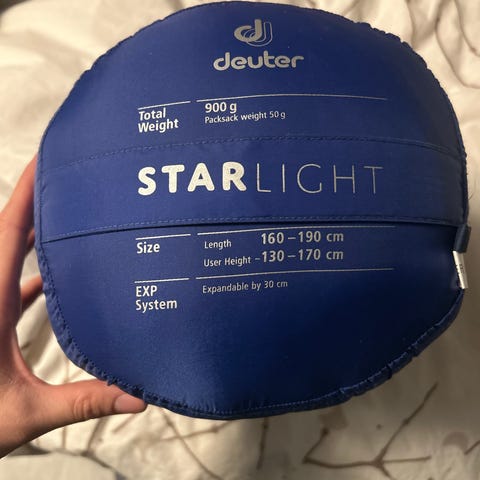 deuter
Total Weight
900 g
Packsack weight 50 g
STARLIGHT
Size
Length 160 – 190 cm
User Height –130 – 170 cm
EXP System
Expandable by 30 cm